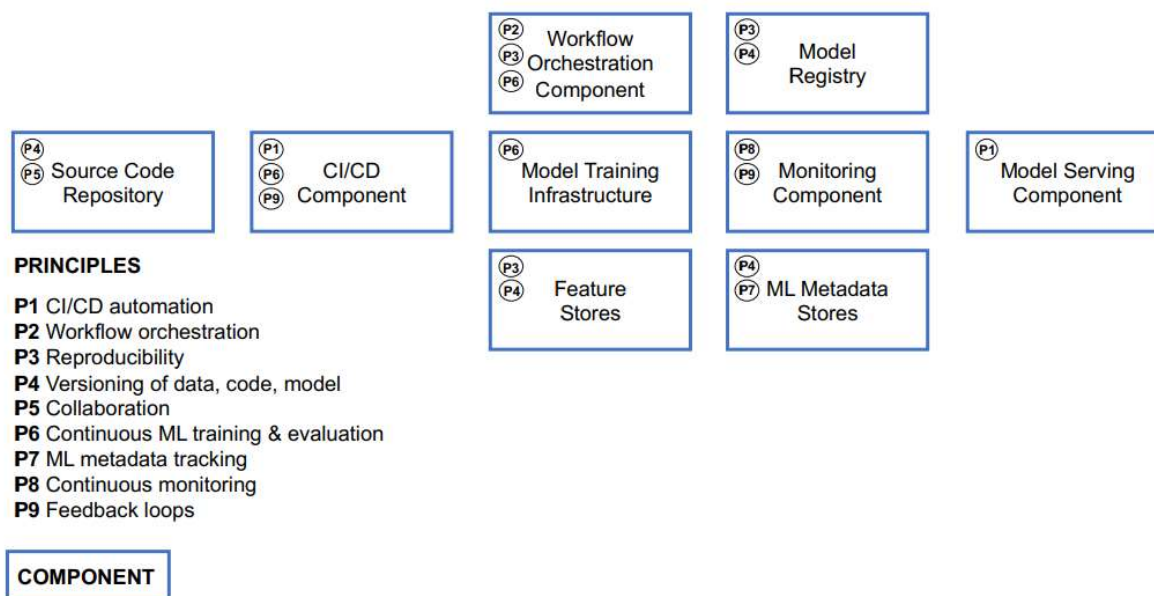 P2
P3
P6
Workflow
Orchestration
Component
P3
P4
Model
Registry
P4
P5
Source Code
Repository
P1
P6
P9
CI/CD
Component
P6
Model Training
Infrastructure
P8
P9
Monitoring
Component
P1
Model Serving
Component
P3
P4
Feature
Stores
P4
P7
ML Metadata
Stores
PRINCIPLES
P1 CI/CD automation
P2 Workflow orchestration
P3 Reproducibility
P4 Versioning of data, code, model
P5 Collaboration
P6 Continuous ML training & evaluation
P7 ML metadata tracking
P8 Continuous monitoring
P9 Feedback loops
COMPONENT